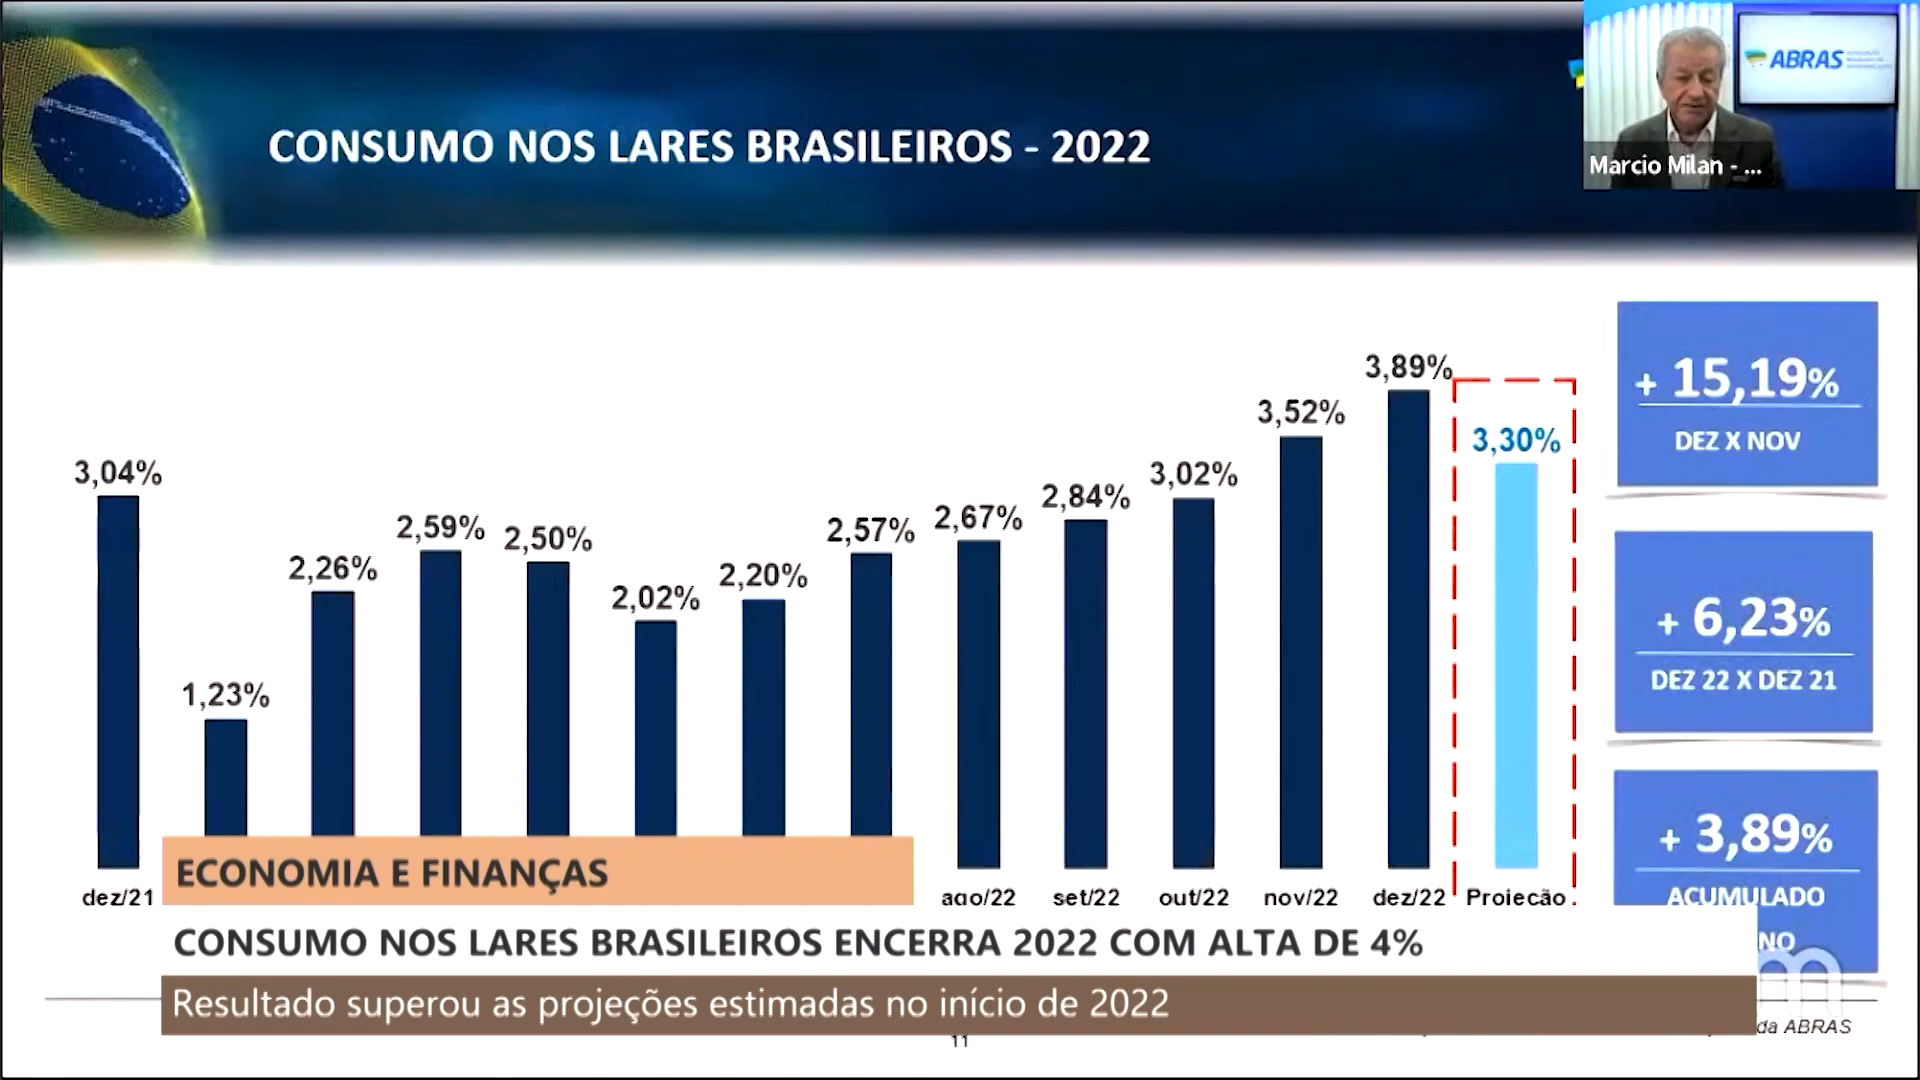 CONSUMO NOS LARES BRASILEIROS - 2022
ABRAS
Marcio Milan - ...
3,04%
1,23%
2,26%
2,59%
2,50%
2,02%
2,20%
2,57%
2,67%
2,84%
3,02%
3,52%
3,89%
3,30%
dez/21
ago/22
set/22
out/22
nov/22
dez/22
Projeção
+ 15,19%
DEZ X NOV
+ 6,23%
DEZ 22 X DEZ 21
+ 3,89%
ACUMULADO
NO
ECONOMIA E FINANÇAS
CONSUMO NOS LARES BRASILEIROS ENCERRA 2022 COM ALTA DE 4%
Resultado superou as projeções estimadas no início de 2022
m
da ABRAS
11